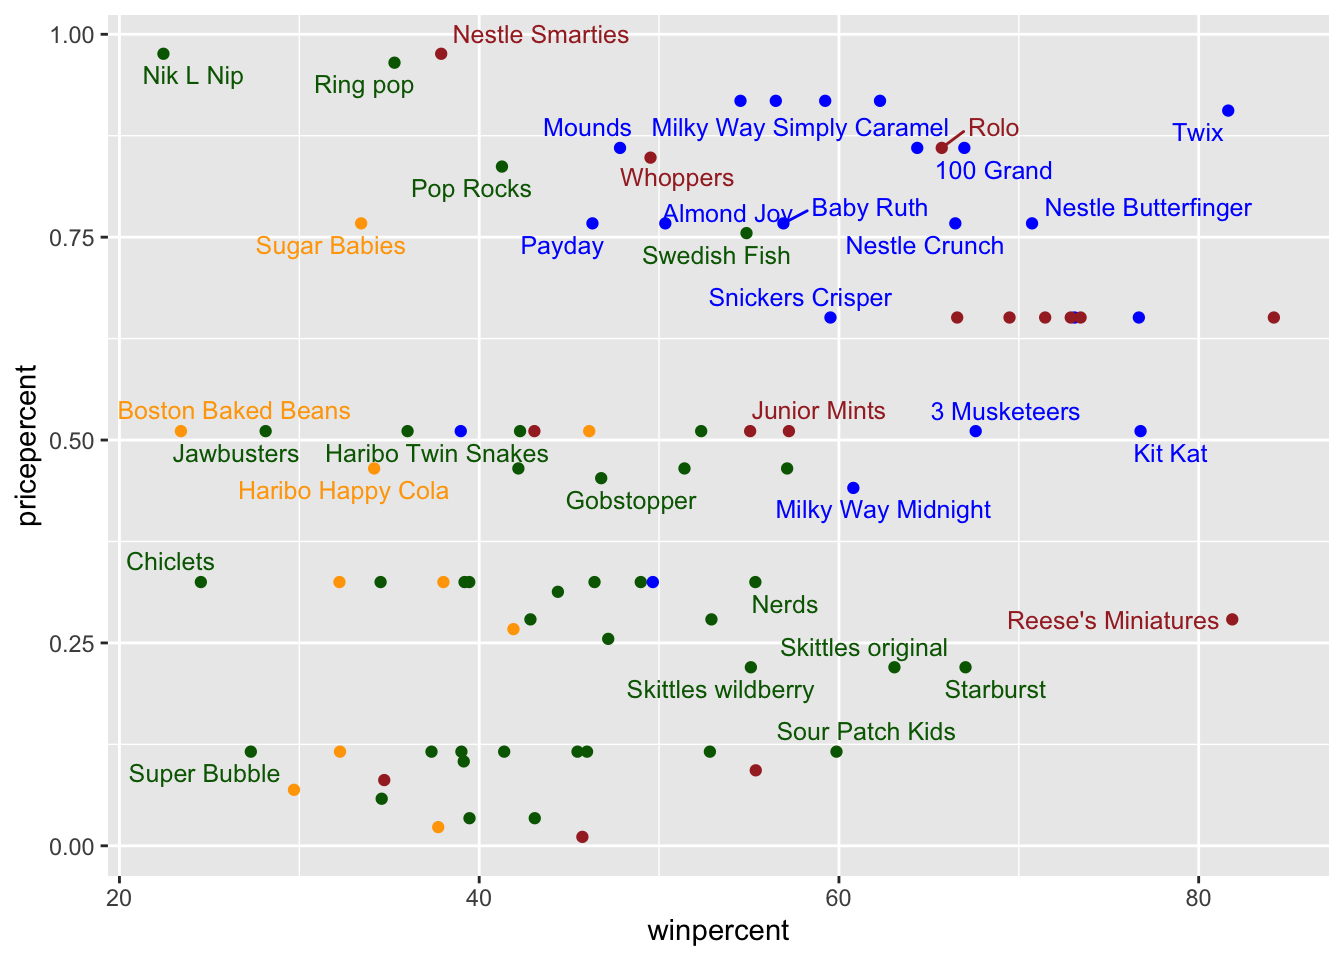 1.00
Nestle Smarties
Nik L Nip
Ring pop
Mounds
Milky Way Simply Caramel
Rolo
Twix
Whoppers
100 Grand
Pop Rocks
Almond Joy
Baby Ruth
Nestle Butterfinger
0.75
Sugar Babies
Payday
Swedish Fish
Nestle Crunch
Snickers Crisper
pricepercent
Boston Baked Beans
Junior Mints
3 Musketeers
0.50
Jawbusters
Haribo Twin Snakes
Kit Kat
Haribo Happy Cola
Gobstopper
Milky Way Midnight
Chiclets
Nerds
Reese's Miniatures
0.25
Skittles original
Skittles wildberry
Starburst
Sour Patch Kids
Super Bubble
0.00
20
40
60
80
winpercent